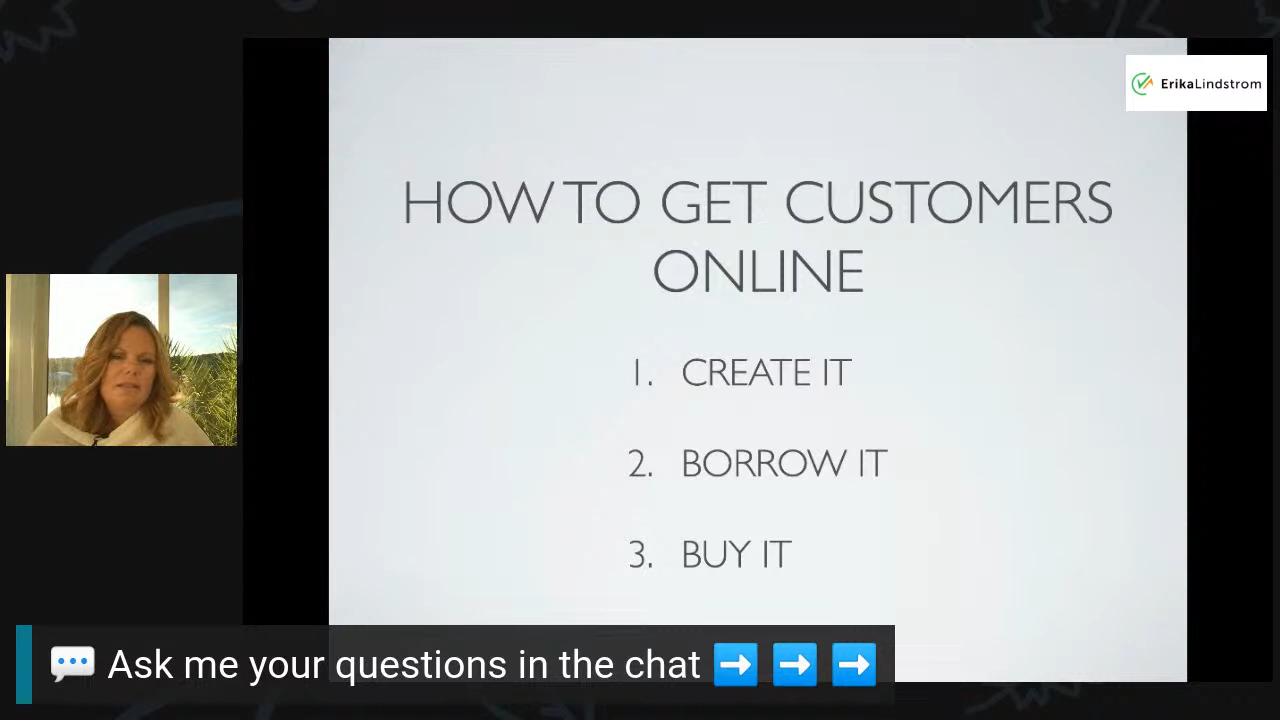 ErikaLindstrom
HOW TO GET CUSTOMERS
ONLINE
1. CREATE IT
2. BORROW IT
3. BUY IT
💬 Ask me your questions in the chat ➡️ ➡️ ➡️